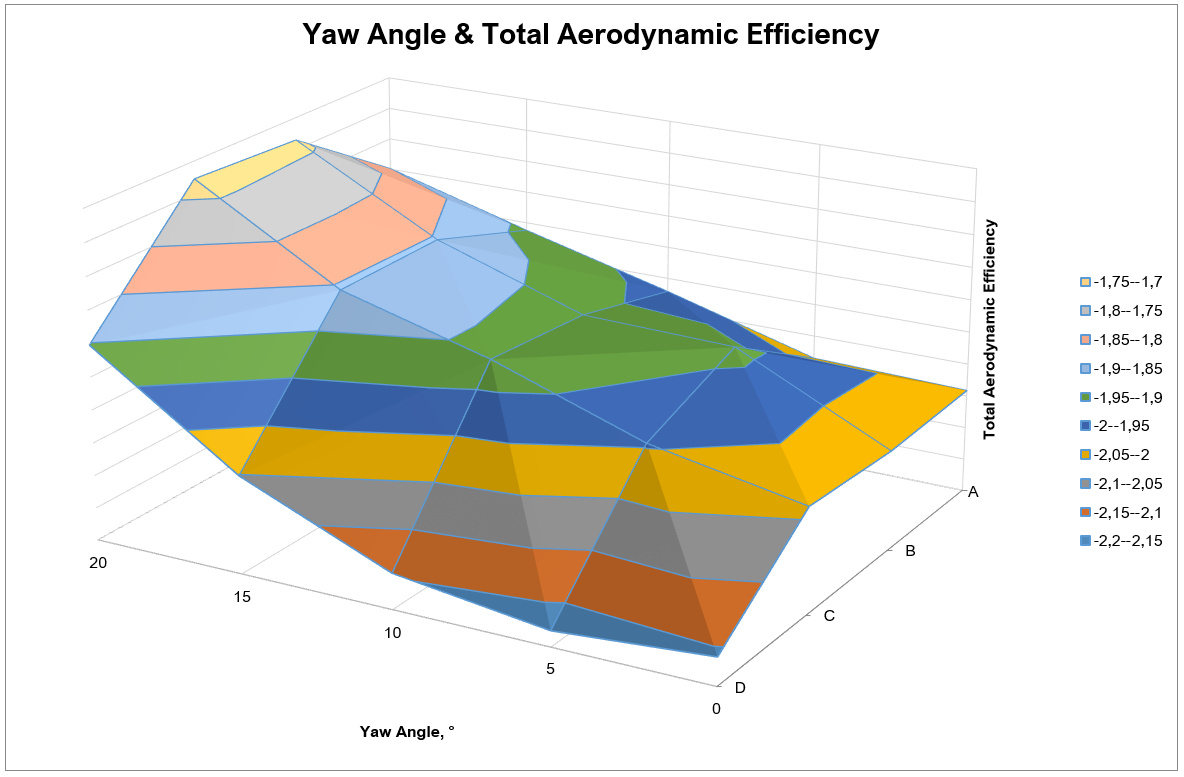 Yaw Angle & Total Aerodynamic Efficiency
Total Aerodynamic Efficiency
-1,75--1,7
-1,8--1,75
-1,85--1,8
-1,9--1,85
-1,95--1,9
-2--1,95
-2,05--2
-2,1--2,05
-2,15--2,1
-2,2--2,15
A
B
C
D
20
15
10
5
0
Yaw Angle, °